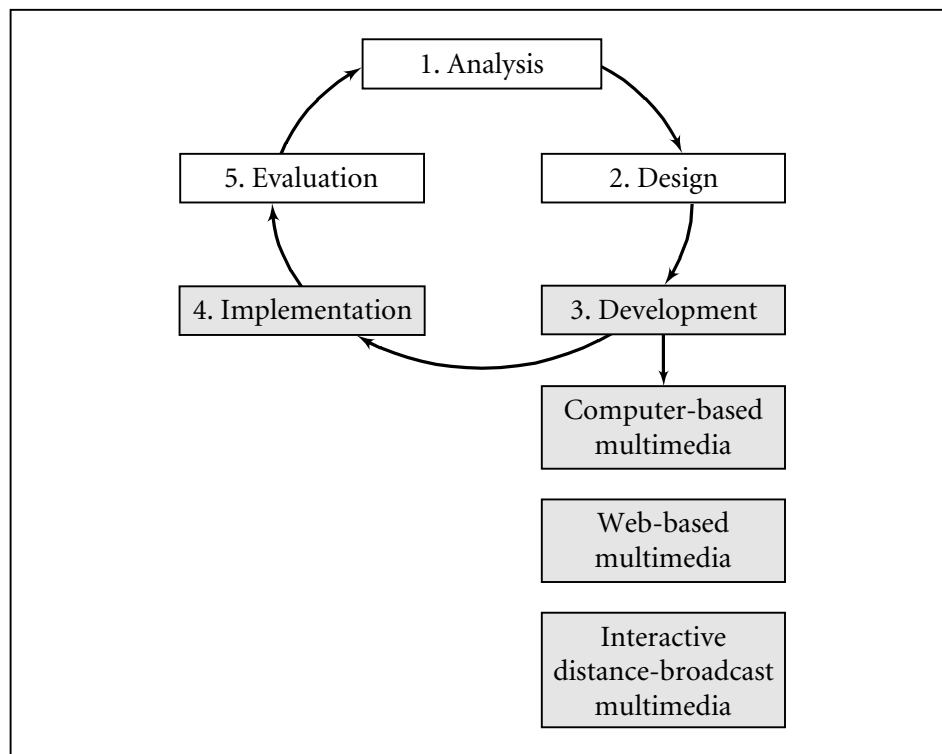 1. Analysis
5. Evaluation
2. Design
4. Implementation
3. Development
Computer-based
multimedia
Web-based
multimedia
Interactive
distance-broadcast
multimedia